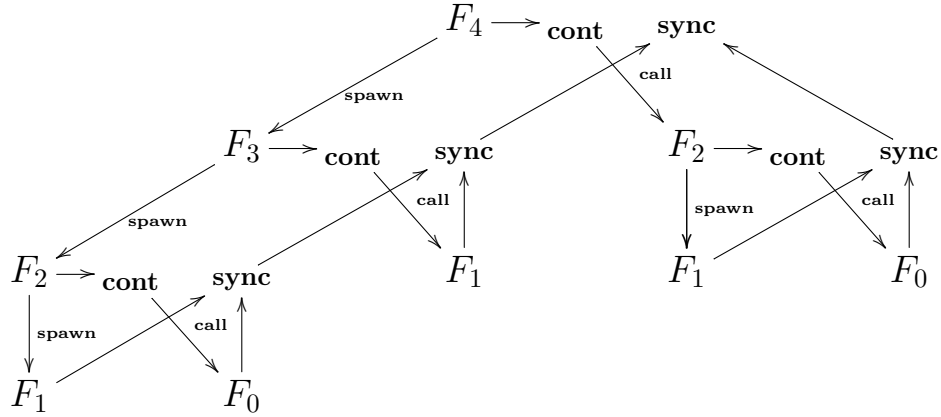 F₄ cont sync
call
spawn
F₃ cont sync F₂ cont sync
spawn call spawn call
F₂ cont sync F₁ F₁ F₀
spawn call
F₁ F₀